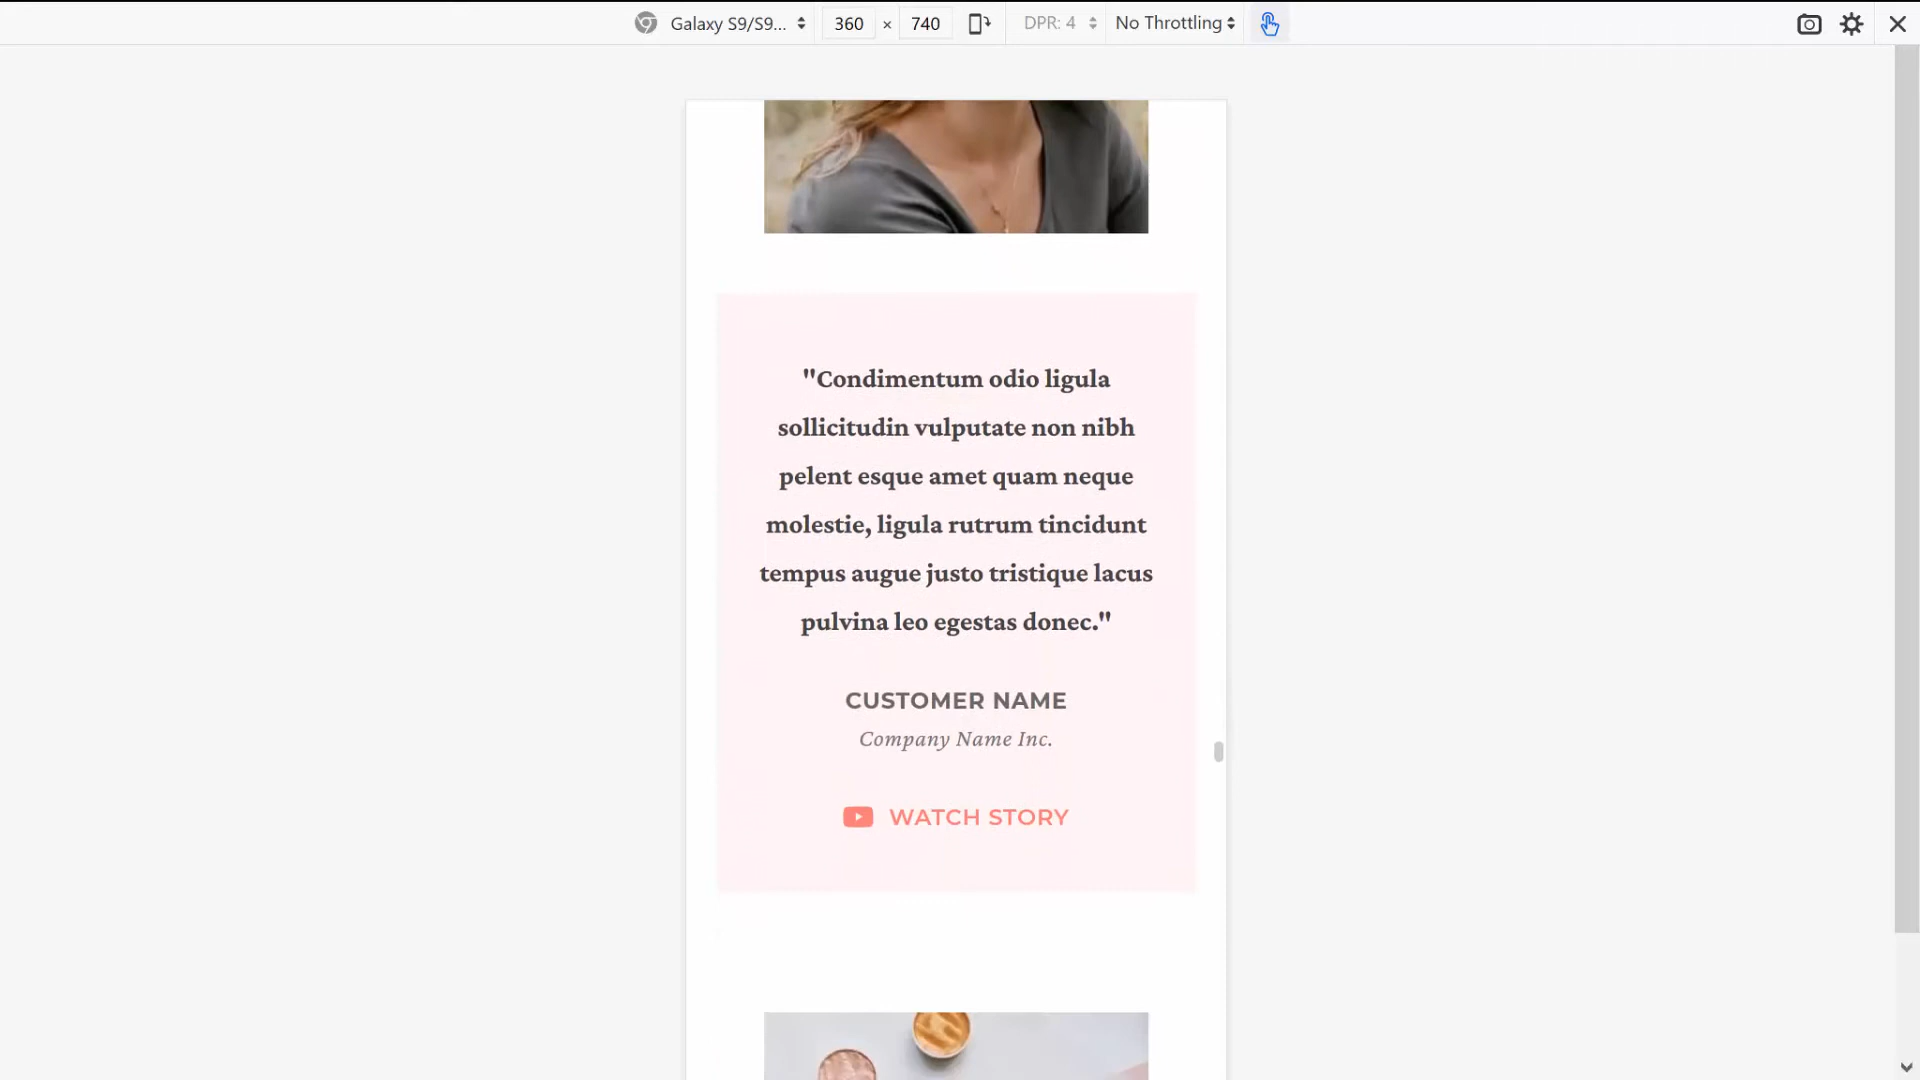 Galaxy S9/S9... 360 × 740 DPR: 4 No Throttling
"Condimentum odio ligula
sollicitudin vulputate non nibh
pelent esque amet quam neque
molestie, ligula rutrum tincidunt
tempus augue justo tristique lacus
pulvina leo egestas donec."
CUSTOMER NAME
Company Name Inc.
WATCH STORY